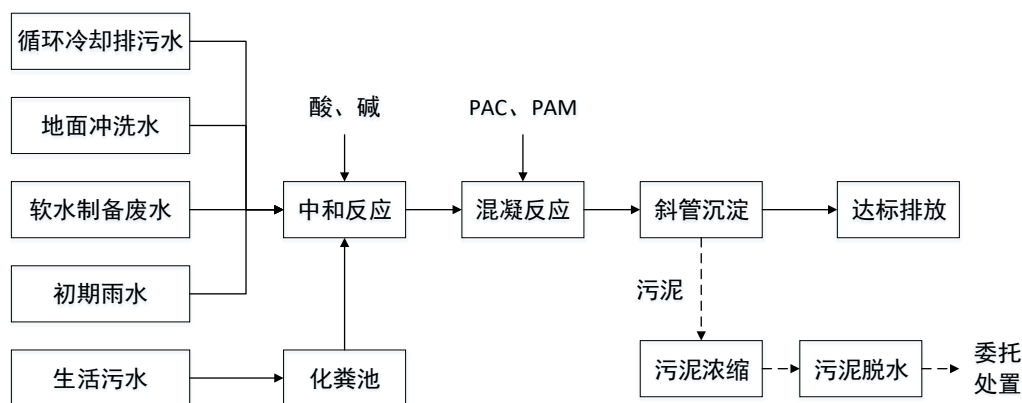 循环冷却排污水
地面冲洗水
酸、碱
PAC、PAM
软水制备废水
中和反应
混凝反应
斜管沉淀
达标排放
初期雨水
污泥
生活污水
化粪池
污泥浓缩
污泥脱水
委托
处置